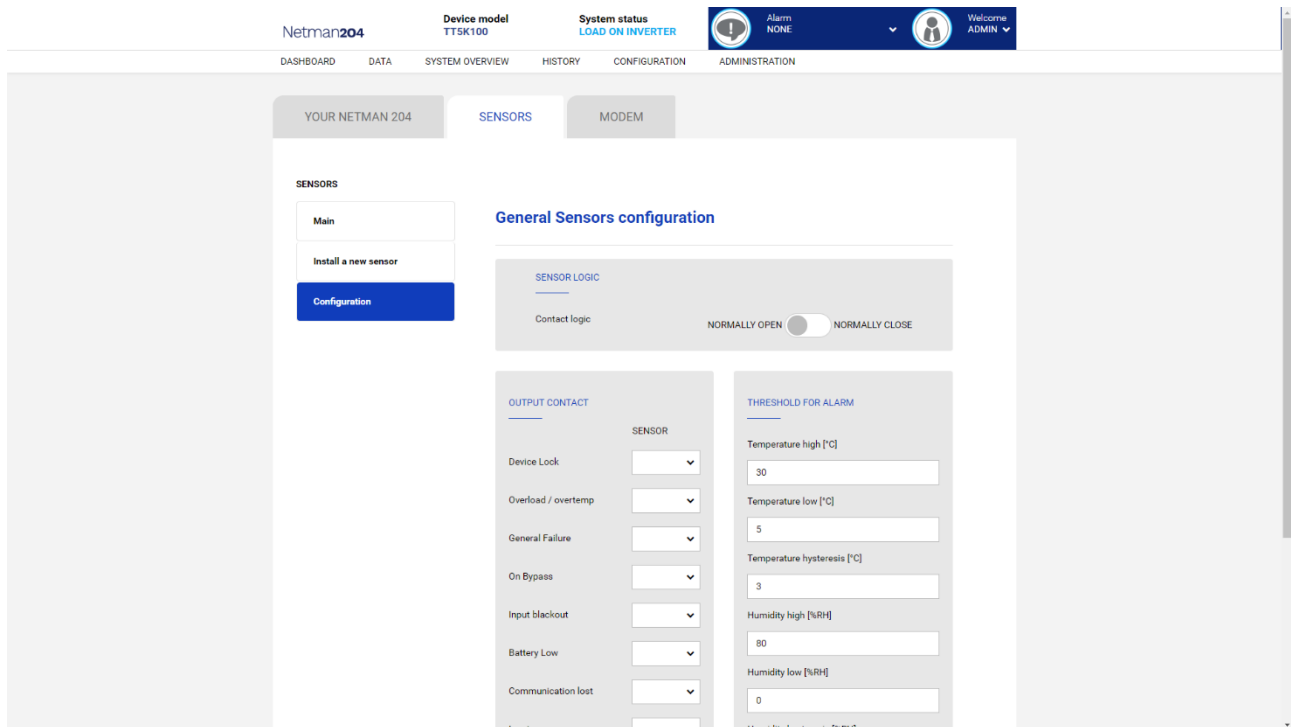 Netman204
Device model
TT5K100
System status
LOAD ON INVERTER
Alarm
NONE
Welcome
ADMIN
DASHBOARD DATA SYSTEM OVERVIEW HISTORY CONFIGURATION ADMINISTRATION
YOUR NETMAN 204 SENSORS MODEM
SENSORS
Main
Install a new sensor
Configuration
General Sensors configuration
SENSOR LOGIC
Contact logic
NORMALLY OPEN NORMALLY CLOSE
OUTPUT CONTACT
SENSOR
Device Lock
Overload / overtemp
General Failure
On Bypass
Input blackout
Battery Low
Communication lost
THRESHOLD FOR ALARM
Temperature high [°C]
30
Temperature low [°C]
5
Temperature hysteresis [°C]
3
Humidity high [%RH]
80
Humidity low [%RH]
0